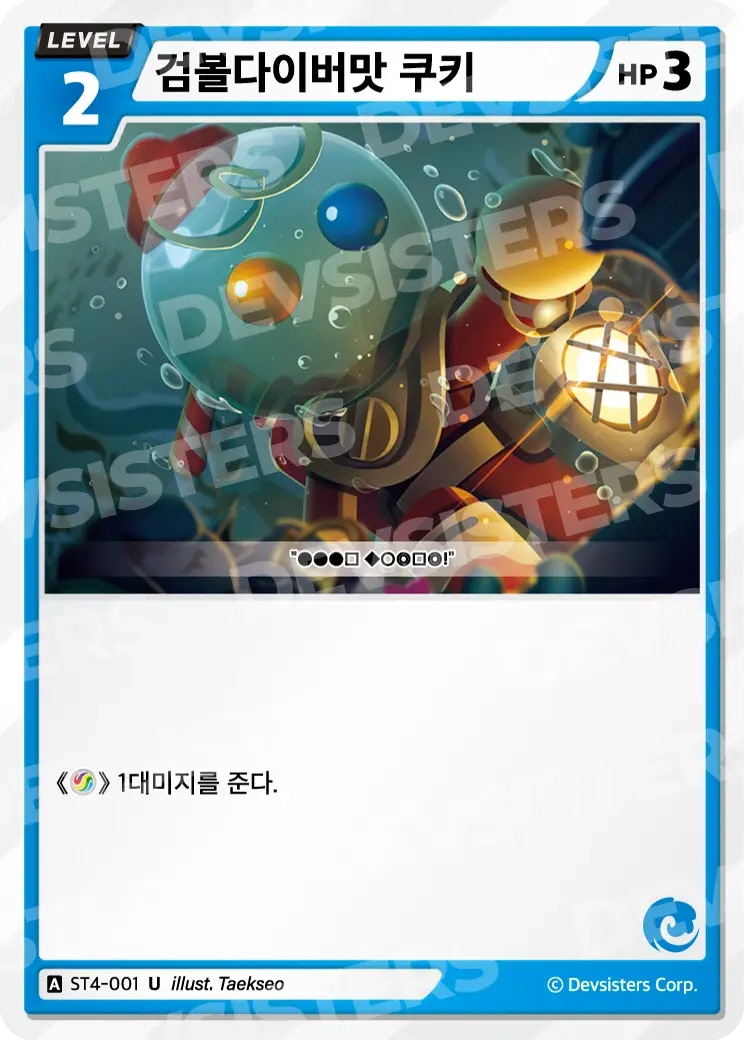 LEVEL
2
검볼다이버맛 쿠키
HP 3
"●◒●□ ◆○◉□◎!"
《》 1대미지를 준다.
A ST4-001 U illust. Taekseo
© Devsisters Corp.
DEVSISTERS